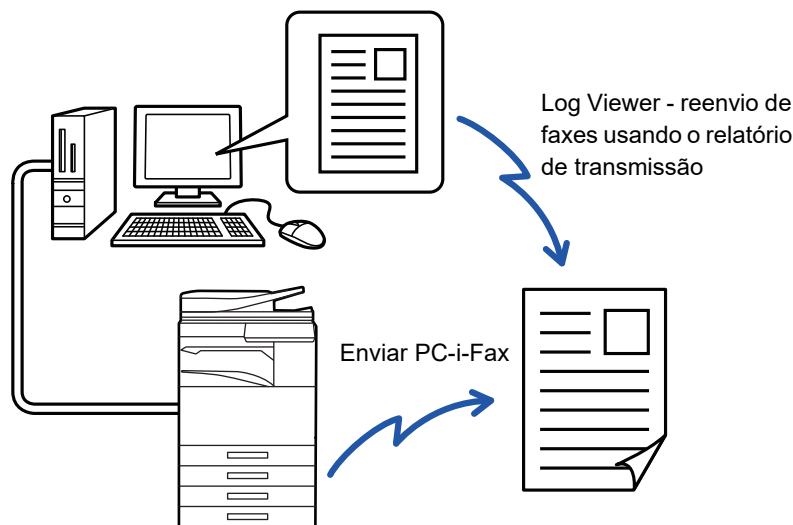 Log Viewer - reenvio de
faxes usando o relatório
de transmissão
Enviar PC-i-Fax